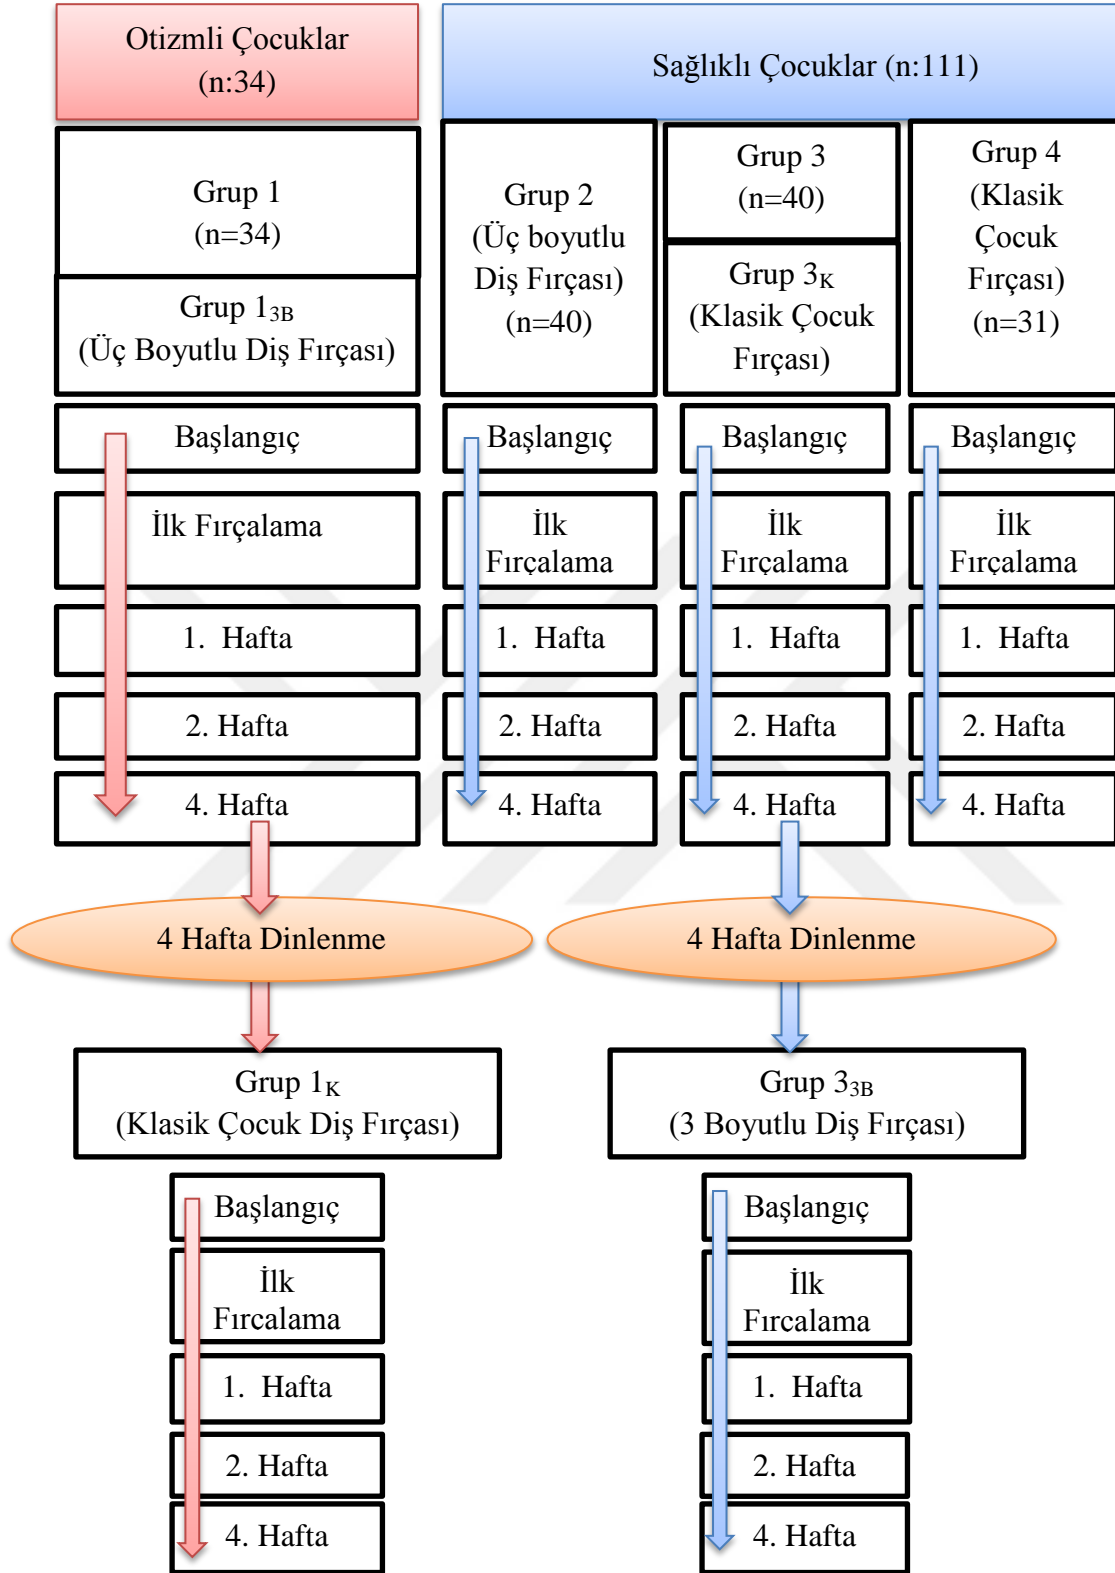 Otizmli Çocuklar
(n:34)
Sağlıklı Çocuklar (n:111)
Grup 1
(n=34)
Grup 13B
(Üç Boyutlu Diş Fırçası)
Grup 2
(Üç boyutlu
Diş Fırçası)
(n=40)
Grup 3
(n=40)
Grup 3K
(Klasik Çocuk
Fırçası)
Grup 4
(Klasik
Çocuk
Fırçası)
(n=31)
Başlangıç
Başlangıç
Başlangıç
Başlangıç
İlk Fırçalama
İlk
Fırçalama
İlk
Fırçalama
İlk
Fırçalama
1. Hafta
1. Hafta
1. Hafta
1. Hafta
2. Hafta
2. Hafta
2. Hafta
2. Hafta
4. Hafta
4. Hafta
4. Hafta
4. Hafta
4 Hafta Dinlenme
4 Hafta Dinlenme
Grup 1K
(Klasik Çocuk Diş Fırçası)
Grup 33B
(3 Boyutlu Diş Fırçası)
Başlangıç
Başlangıç
İlk
Fırcalama
İlk
Fırcalama
1. Hafta
1. Hafta
2. Hafta
2. Hafta
4. Hafta
4. Hafta